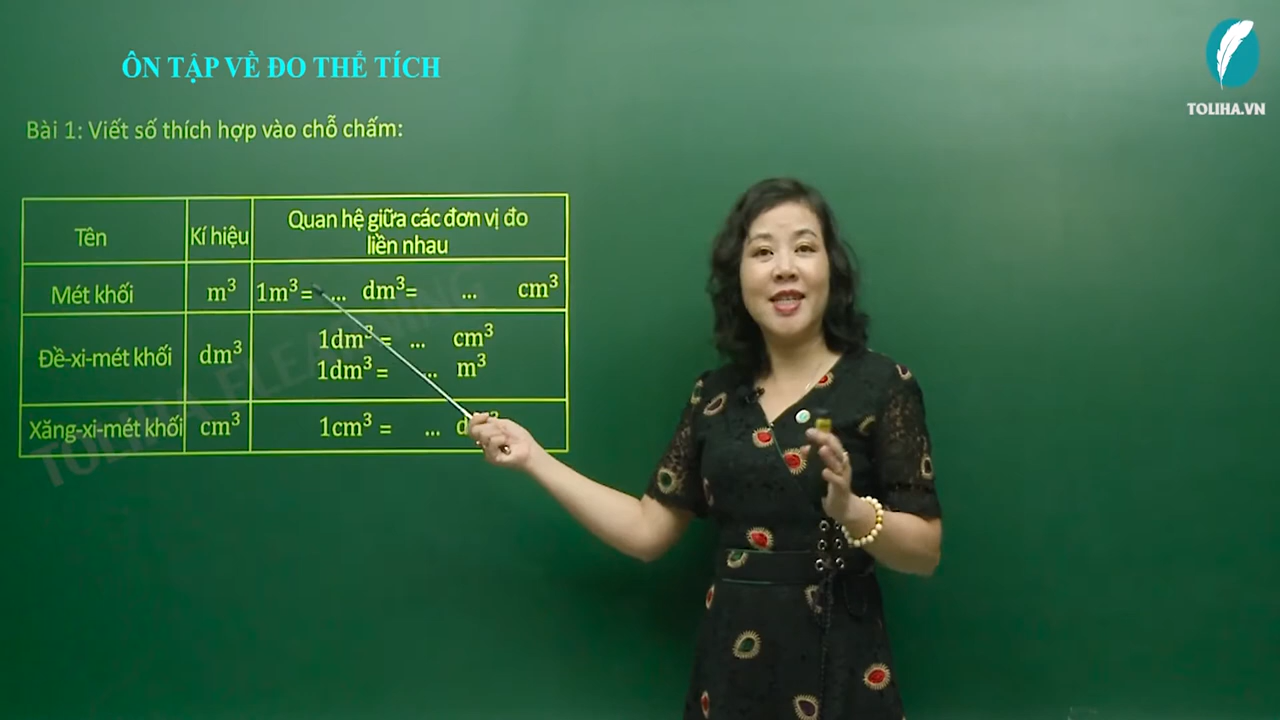 ÔN TẬP VỀ ĐO THỂ TÍCH
TOLIHA.VN
Bài 1: Viết số thích hợp vào chỗ chấm:
Tên
Kí hiệu
Quan hệ giữa các đơn vị đo
liền nhau
Mét khối
m³
1m³ = ... dm³ = ... cm³
Đề-xi-mét khối
dm³
1dm³ = ... cm³
1dm³ = ... m³
Xăng-xi-mét khối
cm³
1cm³ = ...
TOLIHA ELEARNING